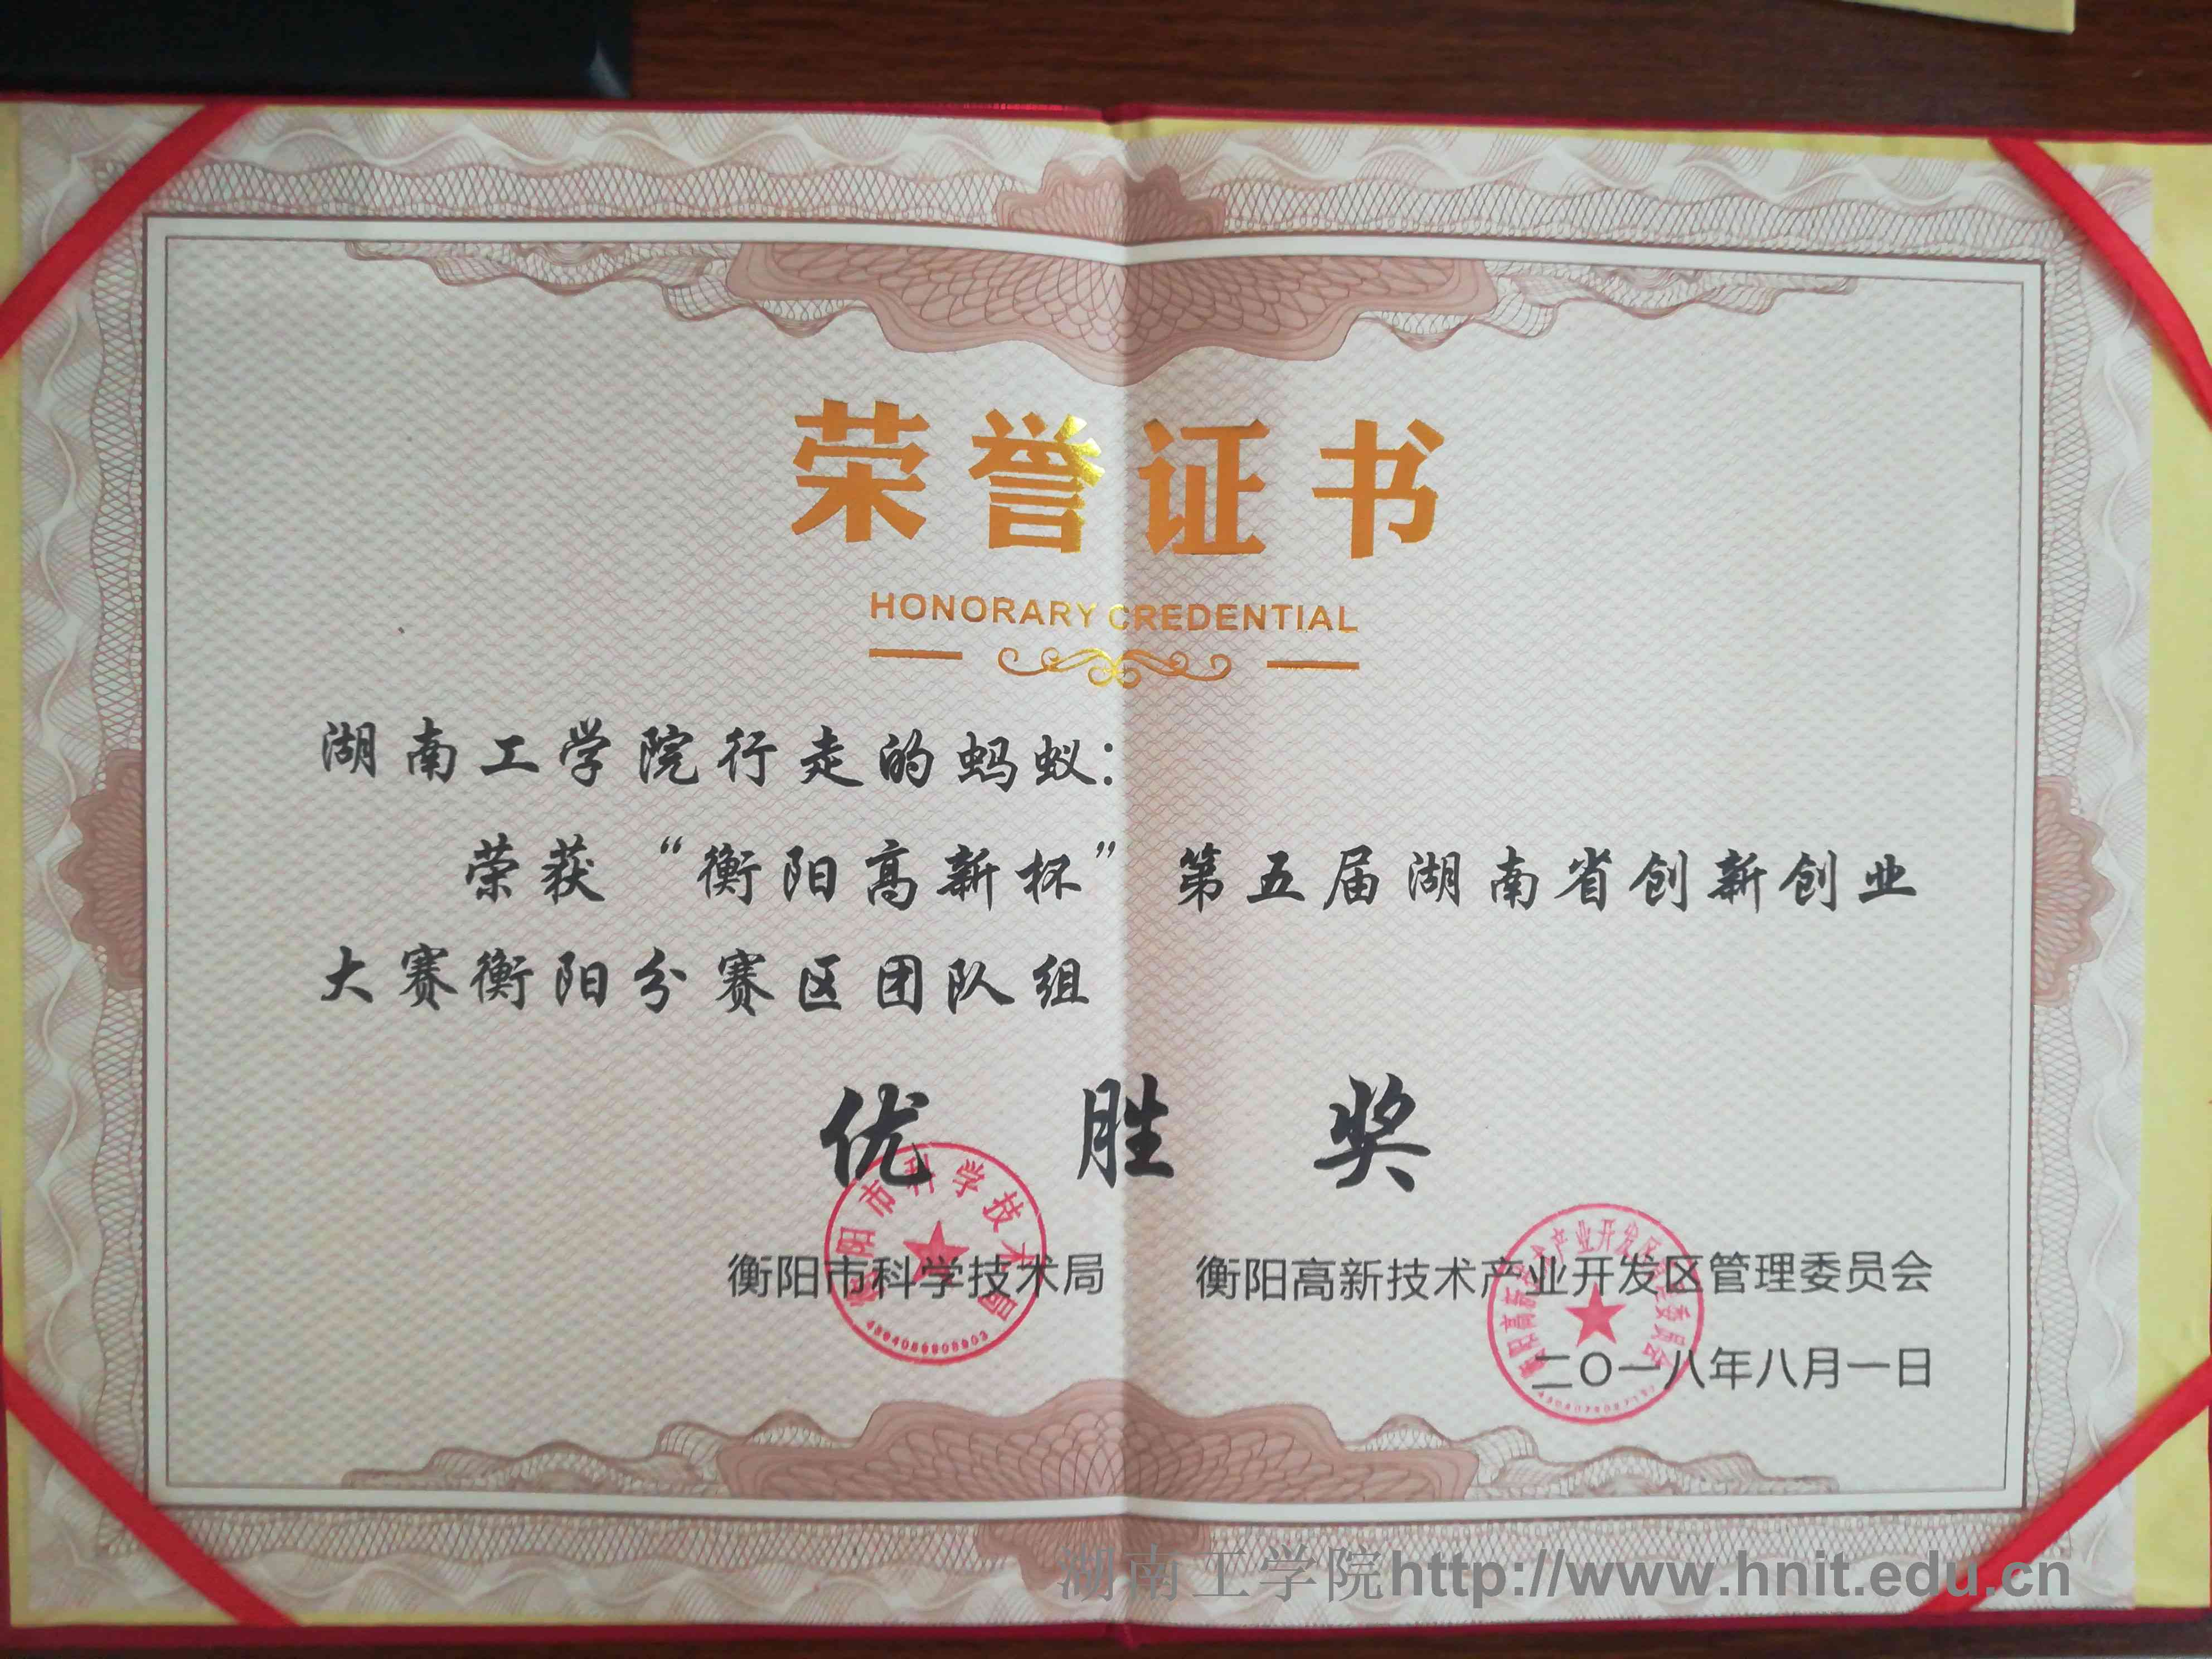 荣誉证书
HONORARY CREDENTIAL
湖南工学院行走的蚂蚁：
荣获“衡阳高新杯”第五届湖南省创新创业
大赛衡阳分赛区团队组
优胜奖
衡阳市科学技术局 衡阳高新技术产业开发区管理委员会
二〇一八年八月一日
湖南工学院http://www.hnit.edu.cn